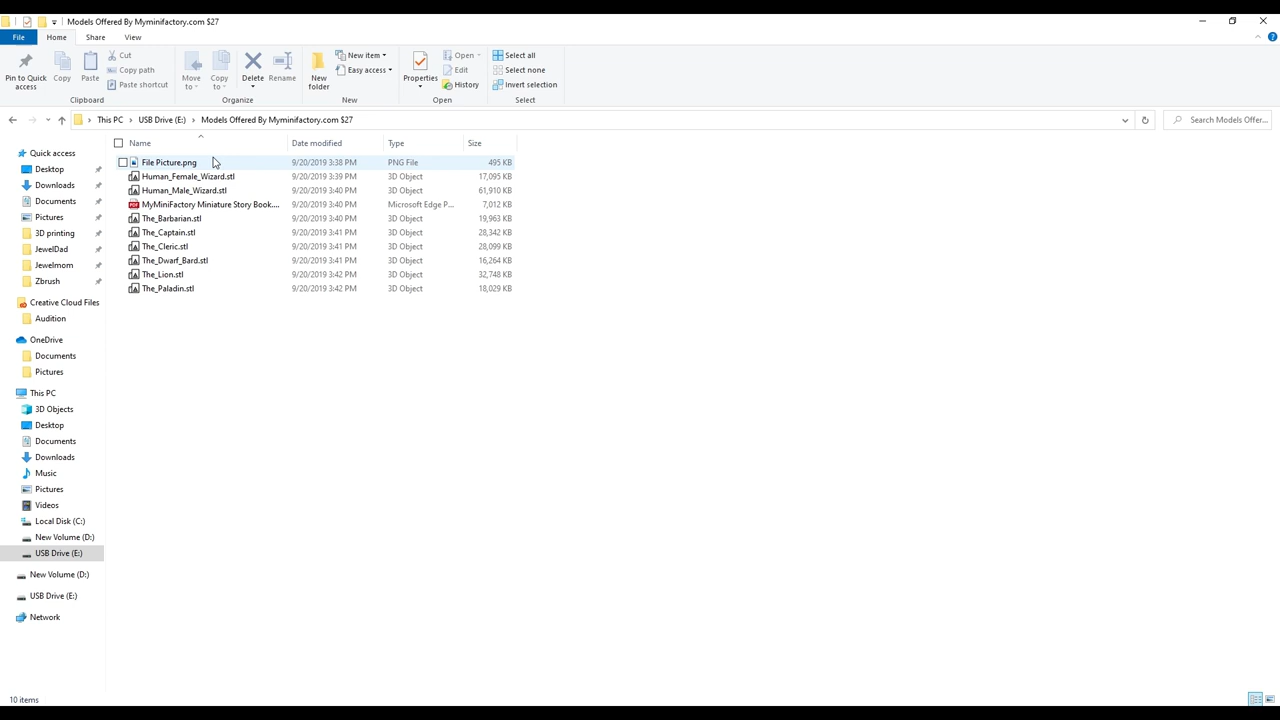 Models Offered By Myminifactory.com $27
File Home Share View
Pin to Quick access
Copy
Paste
Cut
Copy path
Paste shortcut
Clipboard
Move to
Copy to
Delete
Rename
Organize
New folder
New item
Easy access
New
Properties
Open
Edit
History
Open
Select all
Select none
Invert selection
Select
This PC > USB Drive (E:) > Models Offered By Myminifactory.com $27
Search Models Offer...
Quick access
Desktop
Downloads
Documents
Pictures
3D printing
JewelDad
Jewelmom
Zbrush
Creative Cloud Files
Audition
OneDrive
Documents
Pictures
This PC
3D Objects
Desktop
Documents
Downloads
Music
Pictures
Videos
Local Disk (C:)
New Volume (D:)
USB Drive (E:)
New Volume (D:)
USB Drive (E:)
Network
Name Date modified Type Size
File Picture.png 9/20/2019 3:38 PM PNG File 495 KB
Human_Female_Wizard.stl 9/20/2019 3:39 PM 3D Object 17,095 KB
Human_Male_Wizard.stl 9/20/2019 3:40 PM 3D Object 61,910 KB
MyMiniFactory Miniature Story Book.... 9/20/2019 3:40 PM Microsoft Edge P... 7,012 KB
The_Barbarian.stl 9/20/2019 3:40 PM 3D Object 19,963 KB
The_Captain.stl 9/20/2019 3:41 PM 3D Object 28,342 KB
The_Cleric.stl 9/20/2019 3:41 PM 3D Object 28,099 KB
The_Dwarf_Bard.stl 9/20/2019 3:41 PM 3D Object 16,264 KB
The_Lion.stl 9/20/2019 3:42 PM 3D Object 32,748 KB
The_Paladin.stl 9/20/2019 3:42 PM 3D Object 18,029 KB
10 items